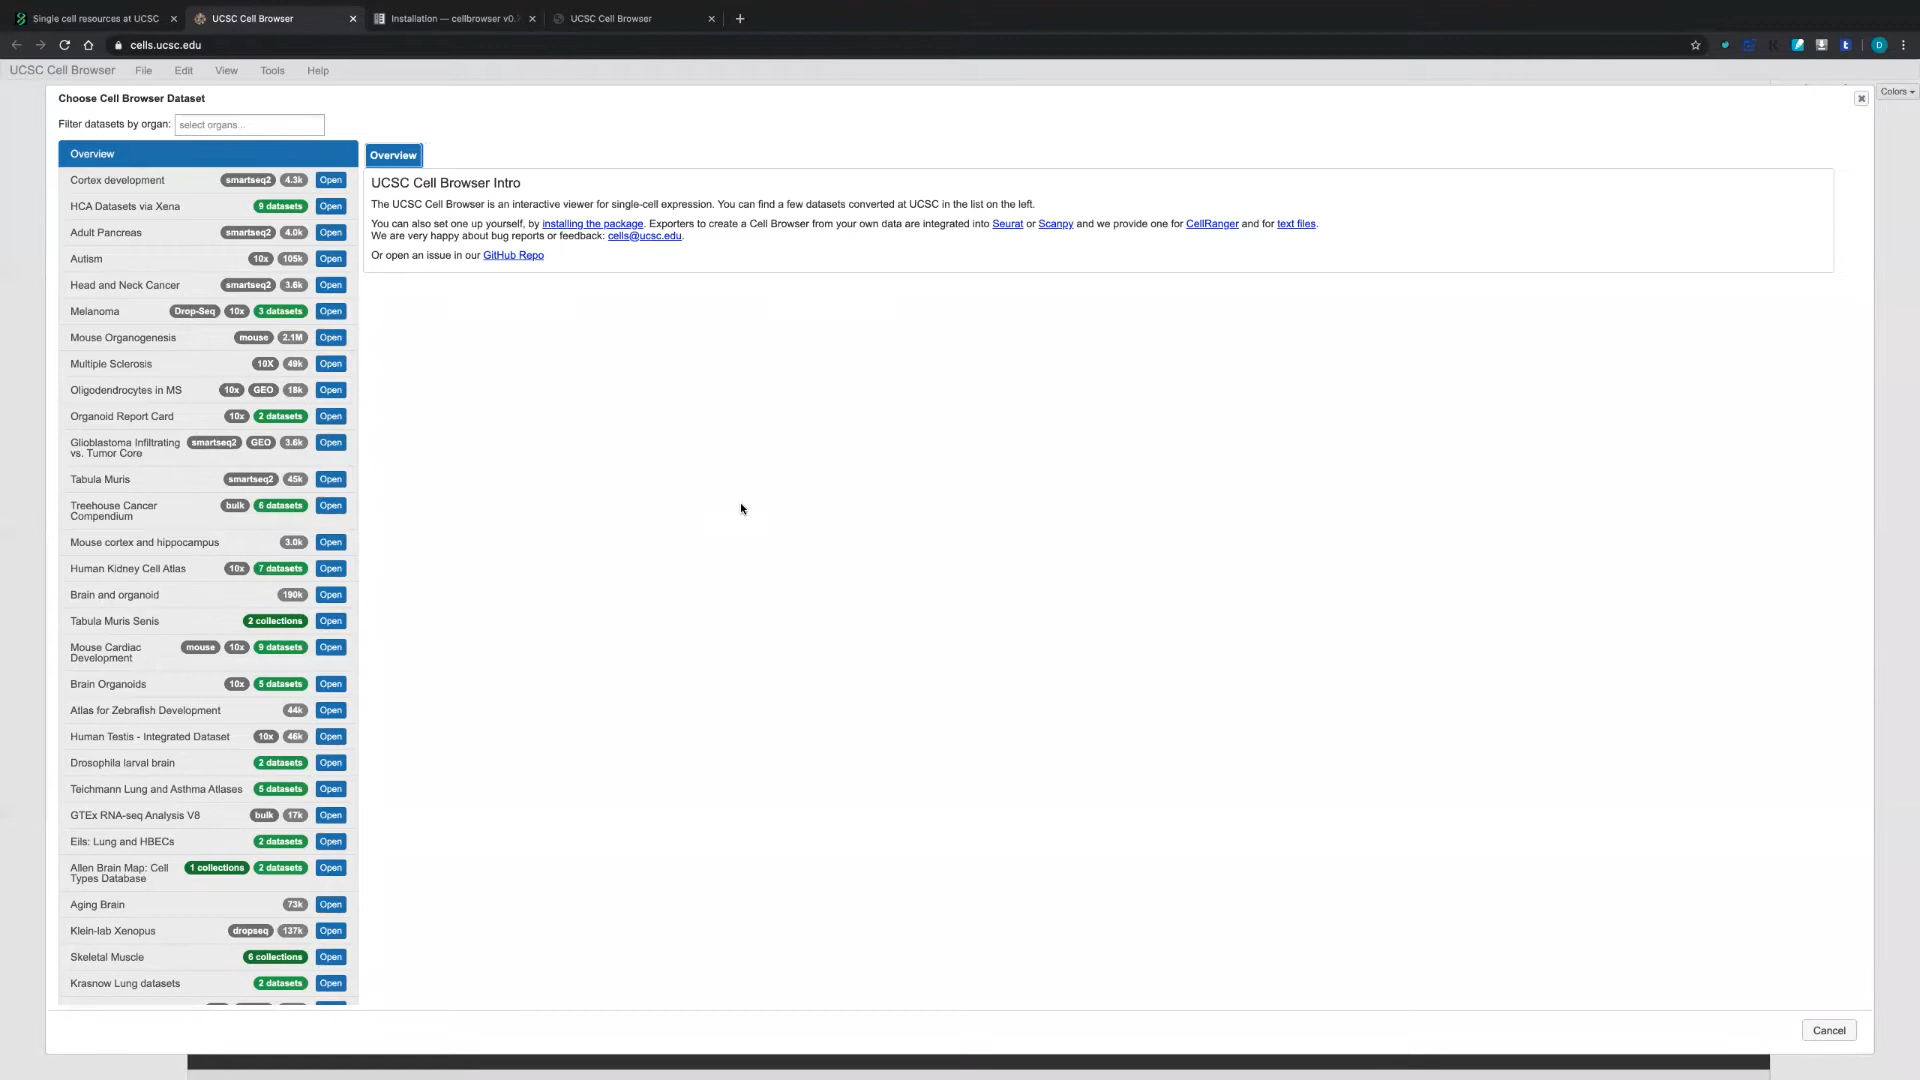 Single cell resources at UCSC
UCSC Cell Browser
Installation — cellbrowser v0.
UCSC Cell Browser
cells.ucsc.edu
D
UCSC Cell Browser File Edit View Tools Help
Colors
Choose Cell Browser Dataset
Filter datasets by organ: select organs...
Overview
Cortex development smartseq2 4.3k Open
HCA Datasets via Xena 9 datasets Open
Adult Pancreas smartseq2 4.0k Open
Autism 10x 105k Open
Head and Neck Cancer smartseq2 3.6k Open
Melanoma Drop-Seq 10x 3 datasets Open
Mouse Organogenesis mouse 2.1M Open
Multiple Sclerosis 10X 49k Open
Oligodendrocytes in MS 10x GEO 18k Open
Organoid Report Card 10x 2 datasets Open
Glioblastoma Infiltrating smartseq2 GEO 3.6k Open
vs. Tumor Core
Tabula Muris smartseq2 45k Open
Treehouse Cancer bulk 6 datasets Open
Compendium
Mouse cortex and hippocampus 3.0k Open
Human Kidney Cell Atlas 10x 7 datasets Open
Brain and organoid 190k Open
Tabula Muris Senis 2 collections Open
Mouse Cardiac mouse 10x 9 datasets Open
Development
Brain Organoids 10x 5 datasets Open
Atlas for Zebrafish Development 44k Open
Human Testis - Integrated Dataset 10x 46k Open
Drosophila larval brain 2 datasets Open
Teichmann Lung and Asthma Atlases 5 datasets Open
GTEx RNA-seq Analysis V8 bulk 17k Open
Eils: Lung and HBECs 2 datasets Open
Allen Brain Map: Cell 1 collections 2 datasets Open
Types Database
Aging Brain 73k Open
Klein-lab Xenopus dropseq 137k Open
Skeletal Muscle 6 collections Open
Krasnow Lung datasets 2 datasets Open
Overview
UCSC Cell Browser Intro
The UCSC Cell Browser is an interactive viewer for single-cell expression. You can find a few datasets converted at UCSC in the list on the left.
You can also set one up yourself, by installing the package. Exporters to create a Cell Browser from your own data are integrated into Seurat or Scanpy and we provide one for CellRanger and for text files.
We are very happy about bug reports or feedback: cells@ucsc.edu.
Or open an issue in our GitHub Repo
Cancel